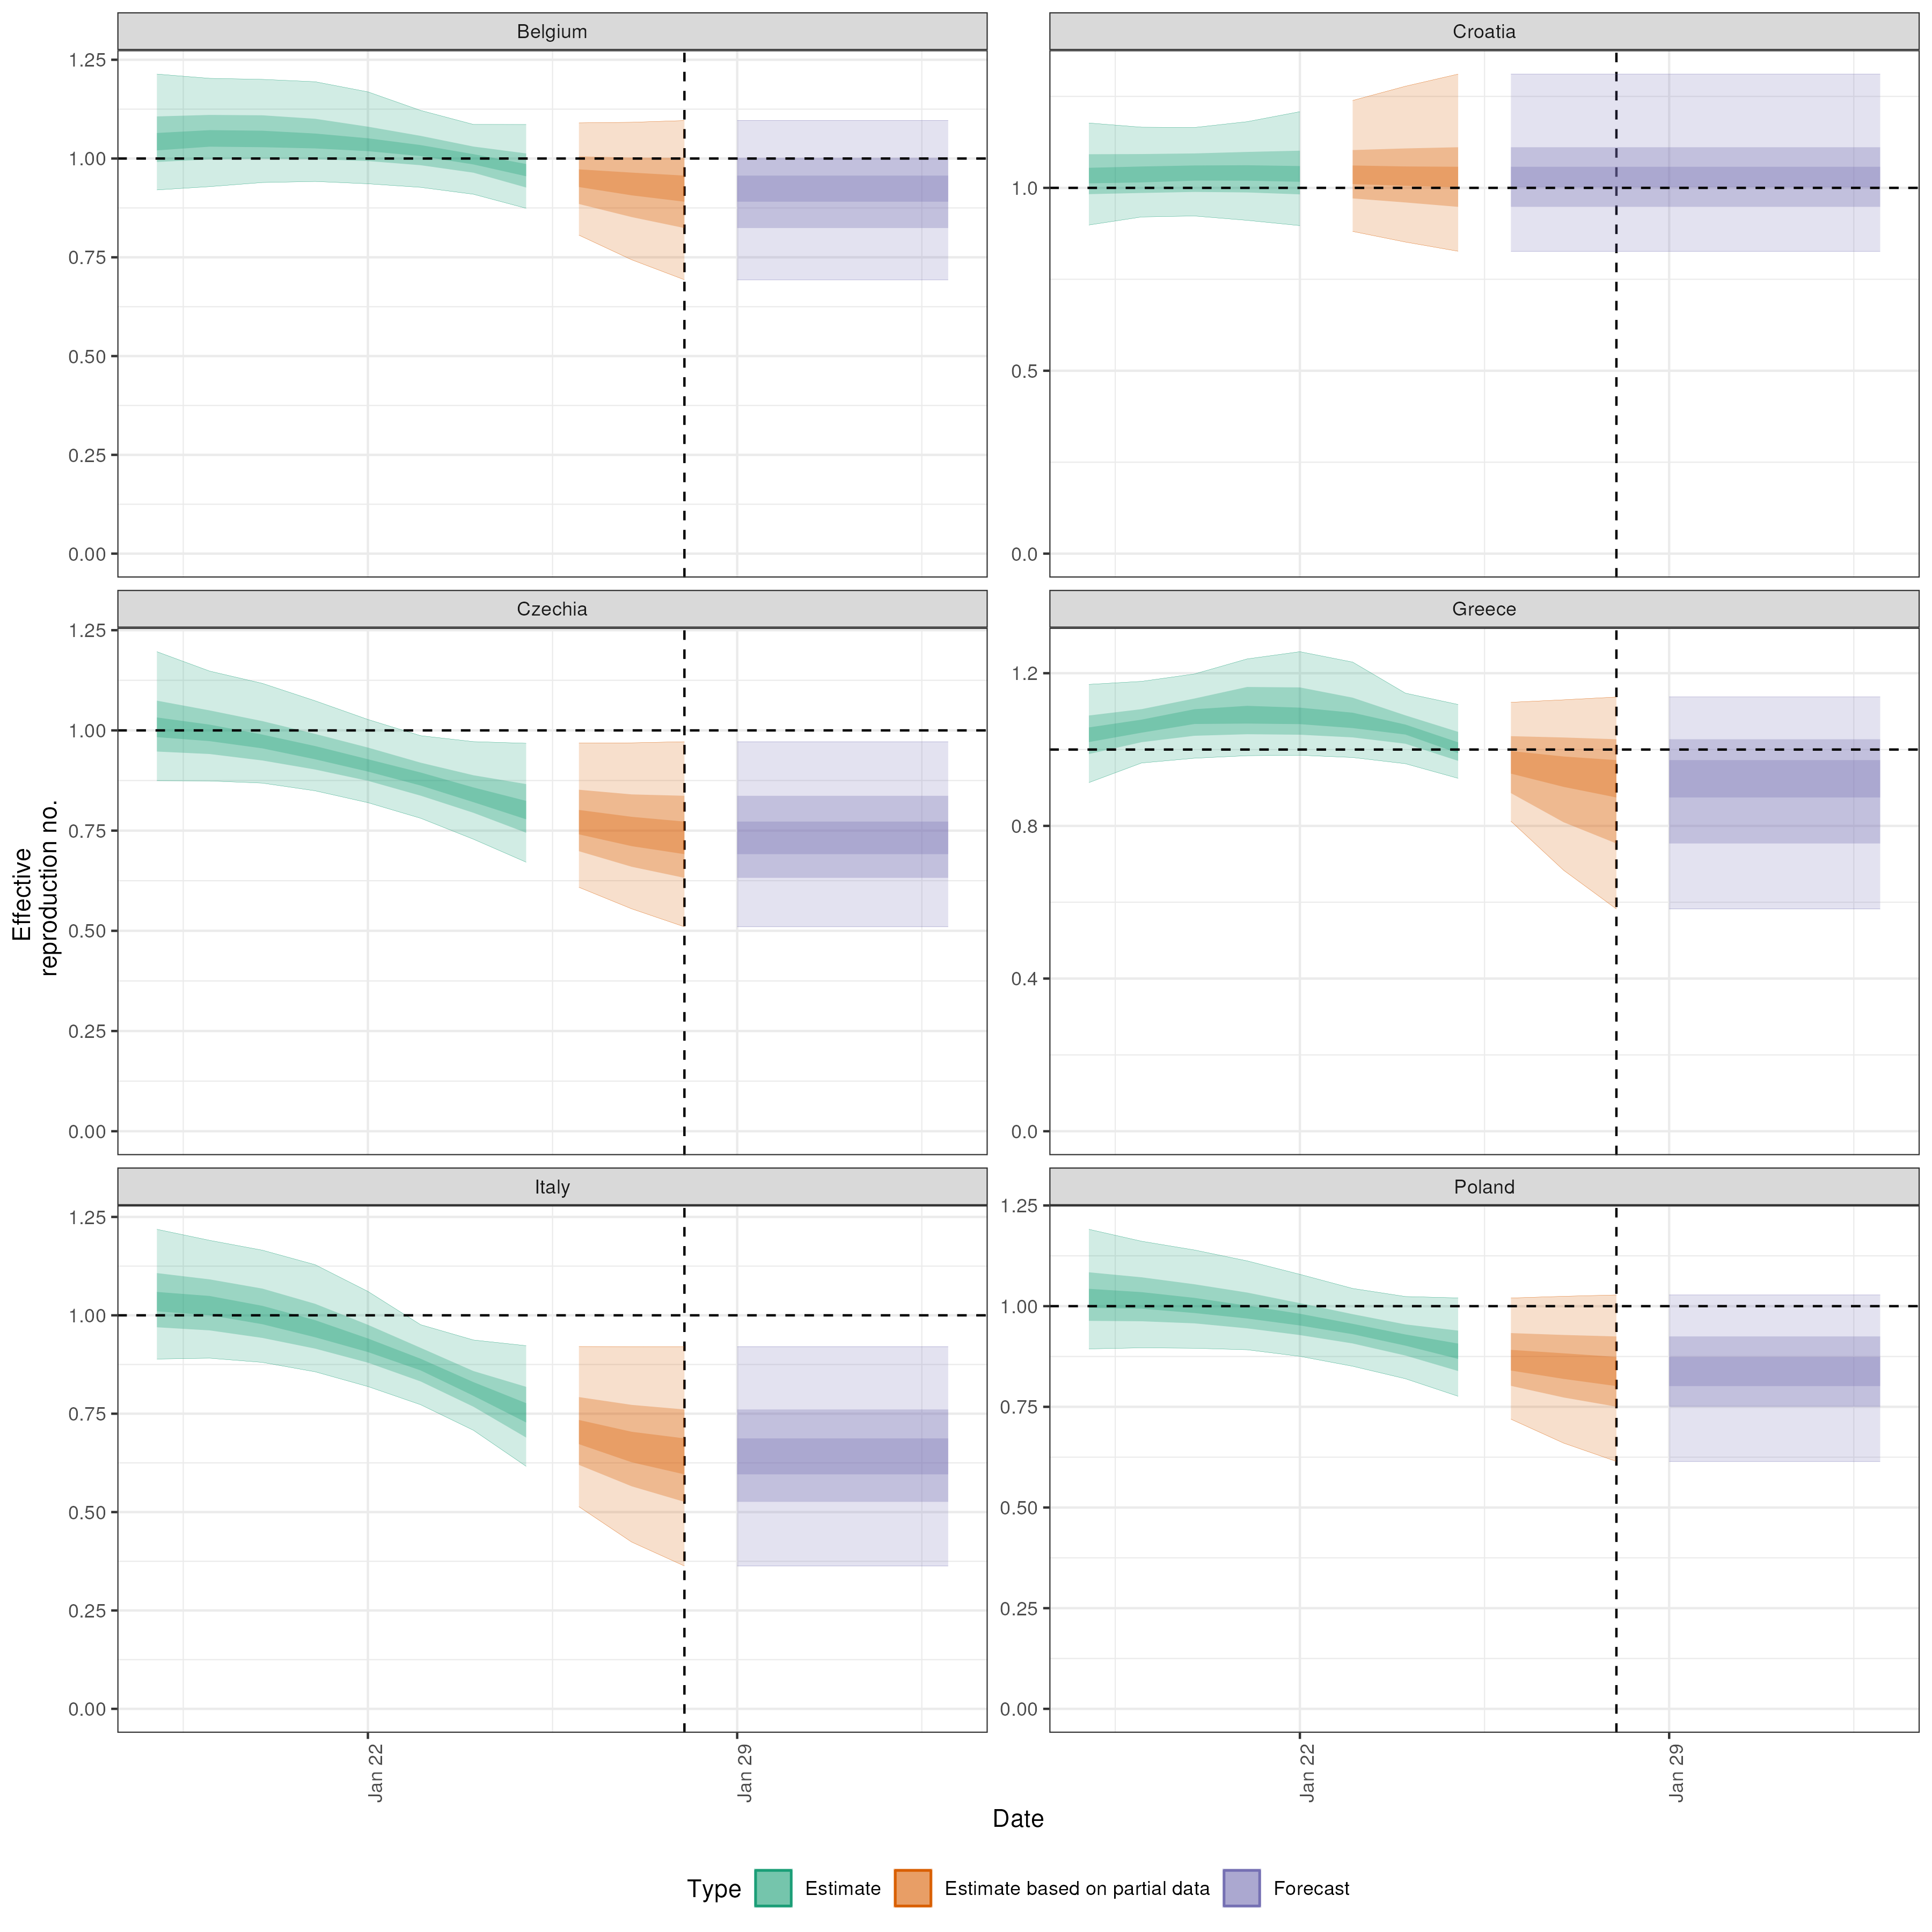 Belgium
Croatia
1.25
1.00
0.75
0.50
0.25
0.00
1.0
0.5
0.0
Czechia
Greece
1.25
1.00
0.75
0.50
0.25
0.00
1.2
0.8
0.4
0.0
Effective
reproduction no.
Italy
Poland
1.25
1.00
0.75
0.50
0.25
0.00
1.25
1.00
0.75
0.50
0.25
0.00
Jan 22
Jan 29
Jan 22
Jan 29
Date
Type
Estimate
Estimate based on partial data
Forecast